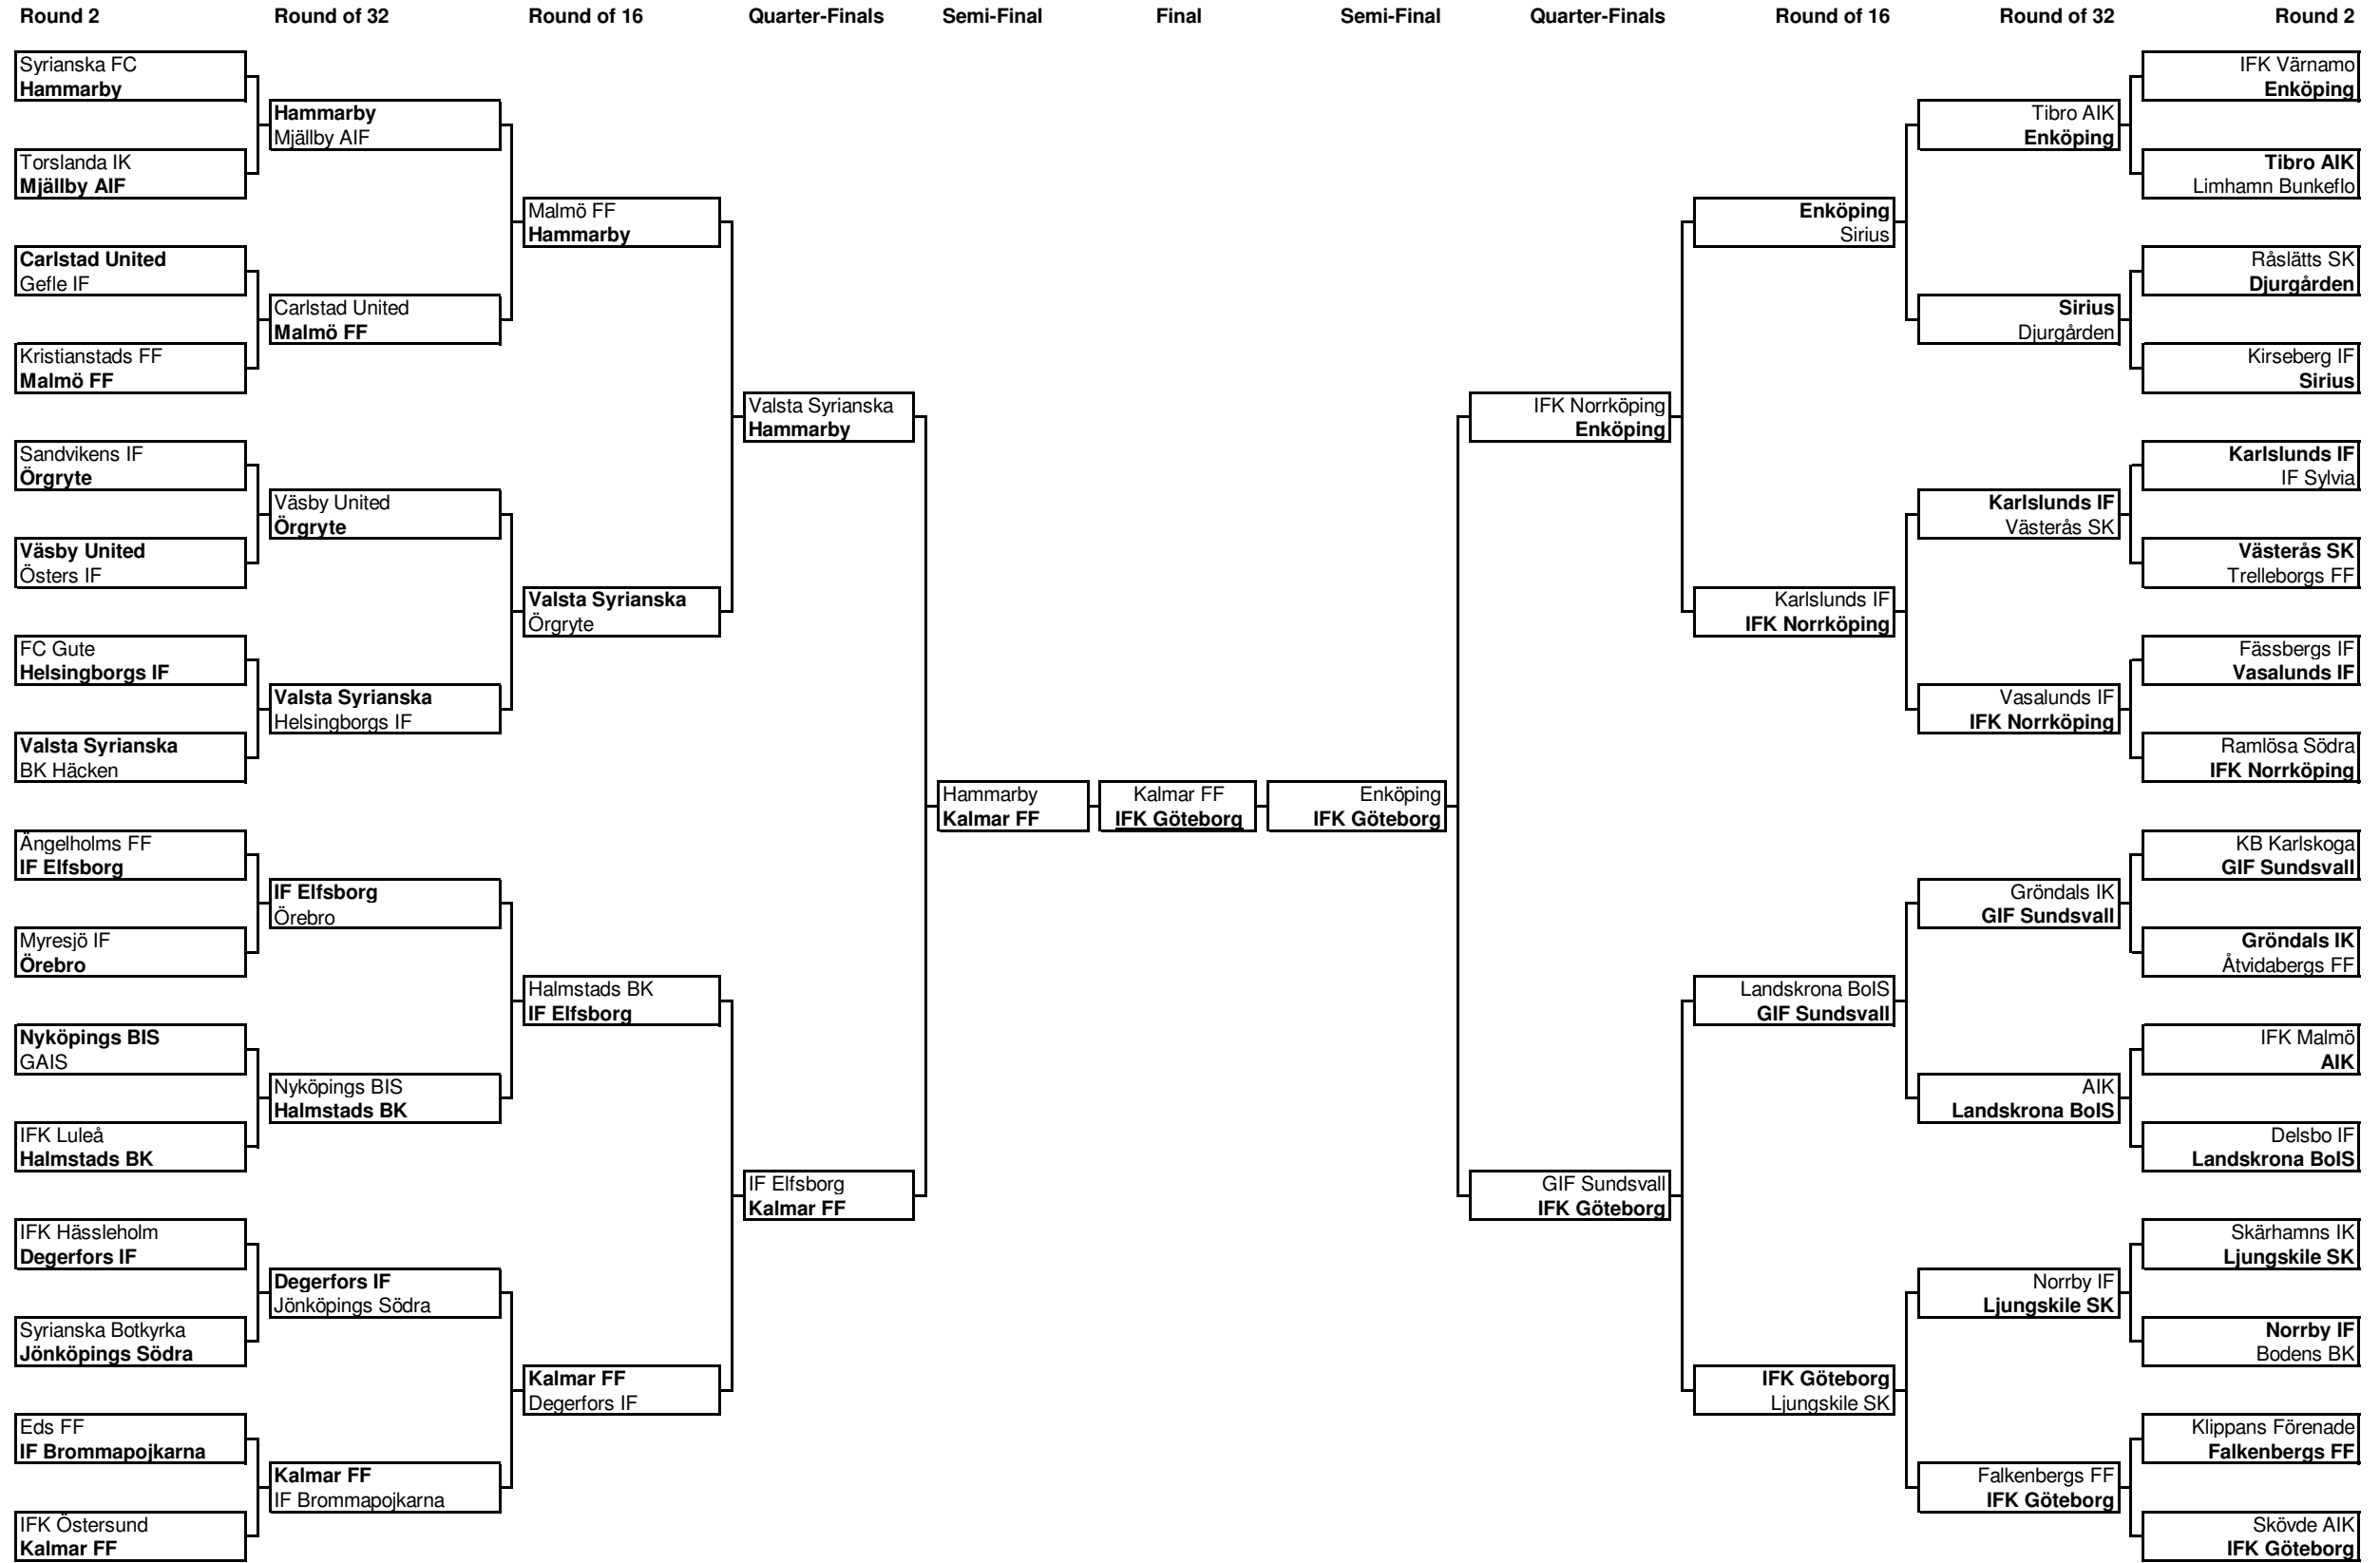 Round 2
Round of 32
Round of 16
Quarter-Finals
Semi-Final
Final
Semi-Final
Quarter-Finals
Round of 16
Round of 32
Round 2
Syrianska FC
Hammarby
Torslanda IK
Mjällby AIF
Carlstad United
Gefle IF
Kristianstads FF
Malmö FF
Sandvikens IF
Örgryte
Väsby United
Östers IF
FC Gute
Helsingborgs IF
Valsta Syrianska
BK Häcken
Ängelholms FF
IF Elfsborg
Myresjö IF
Örebro
Nyköpings BIS
GAIS
IFK Luleå
Halmstads BK
IFK Hässleholm
Degerfors IF
Syrianska Botkyrka
Jönköpings Södra
Eds FF
IF Brommapojkarna
IFK Östersund
Kalmar FF
Hammarby
Mjällby AIF
Carlstad United
Malmö FF
Väsby United
Örgryte
Valsta Syrianska
Helsingborgs IF
IF Elfsborg
Örebro
Nyköpings BIS
Halmstads BK
Degerfors IF
Jönköpings Södra
Kalmar FF
IF Brommapojkarna
Malmö FF
Hammarby
Valsta Syrianska
Örgryte
Halmstads BK
IF Elfsborg
Kalmar FF
Degerfors IF
Valsta Syrianska
Hammarby
IF Elfsborg
Kalmar FF
Hammarby
Kalmar FF
Kalmar FF
IFK Göteborg
Enköping
IFK Göteborg
IFK Norrköping
Enköping
GIF Sundsvall
IFK Göteborg
Enköping
Sirius
Karlslunds IF
IFK Norrköping
Landskrona BoIS
GIF Sundsvall
IFK Göteborg
Ljungskile SK
Tibro AIK
Enköping
Sirius
Djurgården
Karlslunds IF
Västerås SK
Vasalunds IF
IFK Norrköping
Gröndals IK
GIF Sundsvall
AIK
Landskrona BoIS
Norrby IF
Ljungskile SK
Falkenbergs FF
IFK Göteborg
IFK Värnamo
Enköping
Tibro AIK
Limhamn Bunkeflo
Råslätts SK
Djurgården
Kirseberg IF
Sirius
Karlslunds IF
IF Sylvia
Västerås SK
Trelleborgs FF
Fässbergs IF
Vasalunds IF
Ramlösa Södra
IFK Norrköping
KB Karlskoga
GIF Sundsvall
Gröndals IK
Åtvidabergs FF
IFK Malmö
AIK
Delsbo IF
Landskrona BoIS
Skärhamns IK
Ljungskile SK
Norrby IF
Bodens BK
Klippans Förenade
Falkenbergs FF
Skövde AIK
IFK Göteborg